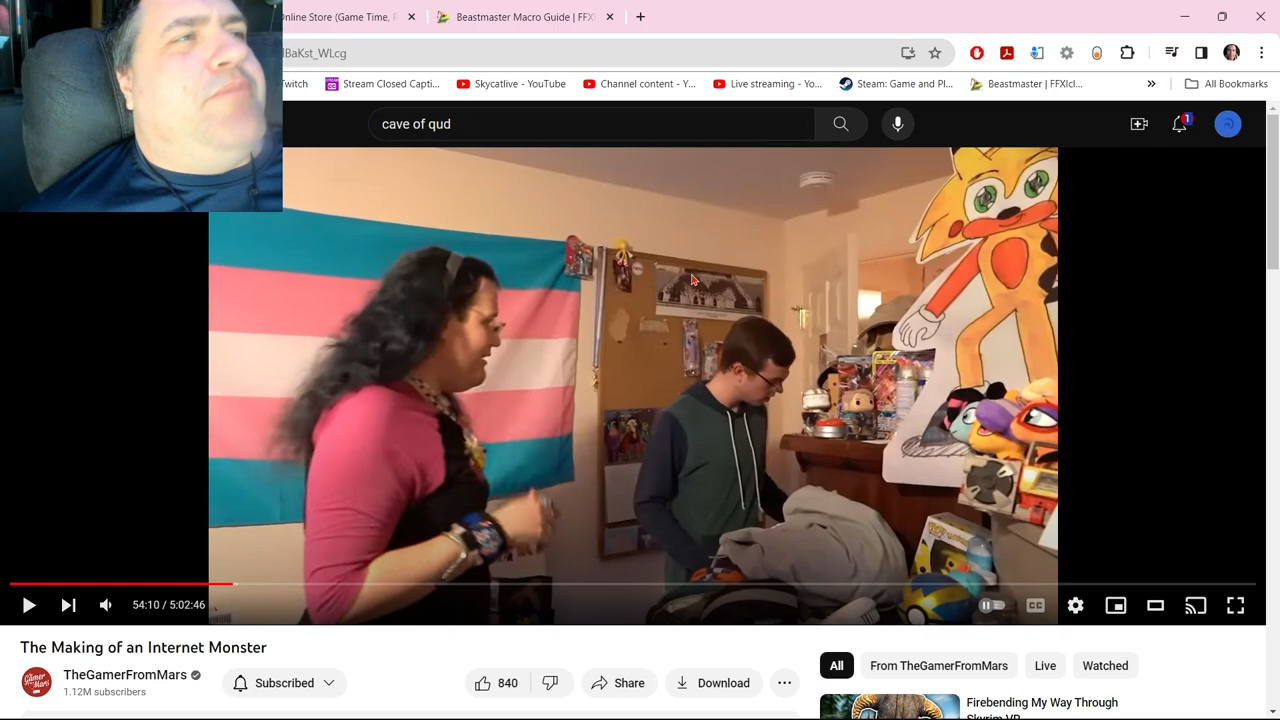 nline Store (Game Time, F
Beastmaster Macro Guide | FFX
lBaKst_WLcg
Twitch
Stream Closed Capti...
Skycatlive - YouTube
Channel content - Y...
Live streaming - Yo...
Steam: Game and Pl...
Beastmaster | FFXIcl...
All Bookmarks
cave of qud
1
54:10 / 5:02:46
CC
The Making of an Internet Monster
TheGamerFromMars
1.12M subscribers
Subscribed
840
Share
Download
All
From TheGamerFromMars
Live
Watched
Firebending My Way Through
Skyrim VR